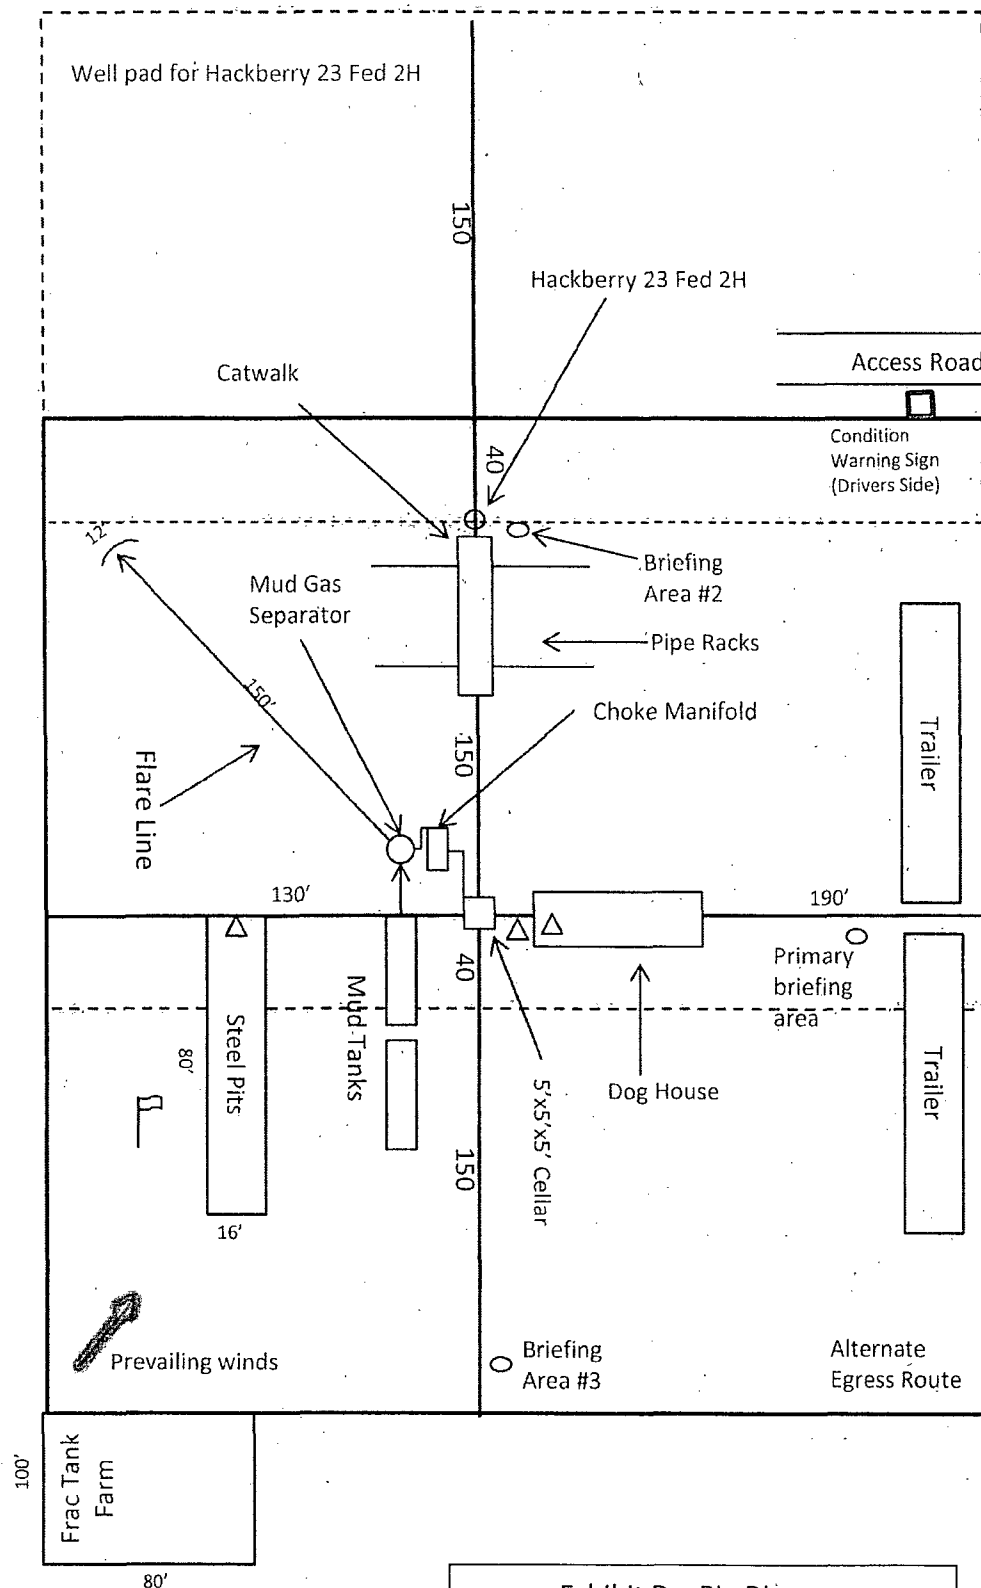 Well pad for Hackberry 23 Fed 2H
150
Hackberry 23 Fed 2H
Access Road
Catwalk
Condition
Warning Sign
(Drivers Side)
40
12'
Briefing
Area #2
Mud Gas
Separator
Pipe Racks
150'
Choke Manifold
150
Trailer
Flare Line
130'
190'
Primary
briefing
area
40
Mud Tanks
Steel Pits
80'
Trailer
Dog House
5'x5'x5' Cellar
150
16'
Prevailing winds
Briefing
Area #3
Alternate
Egress Route
Frac Tank
Farm
100'
80'